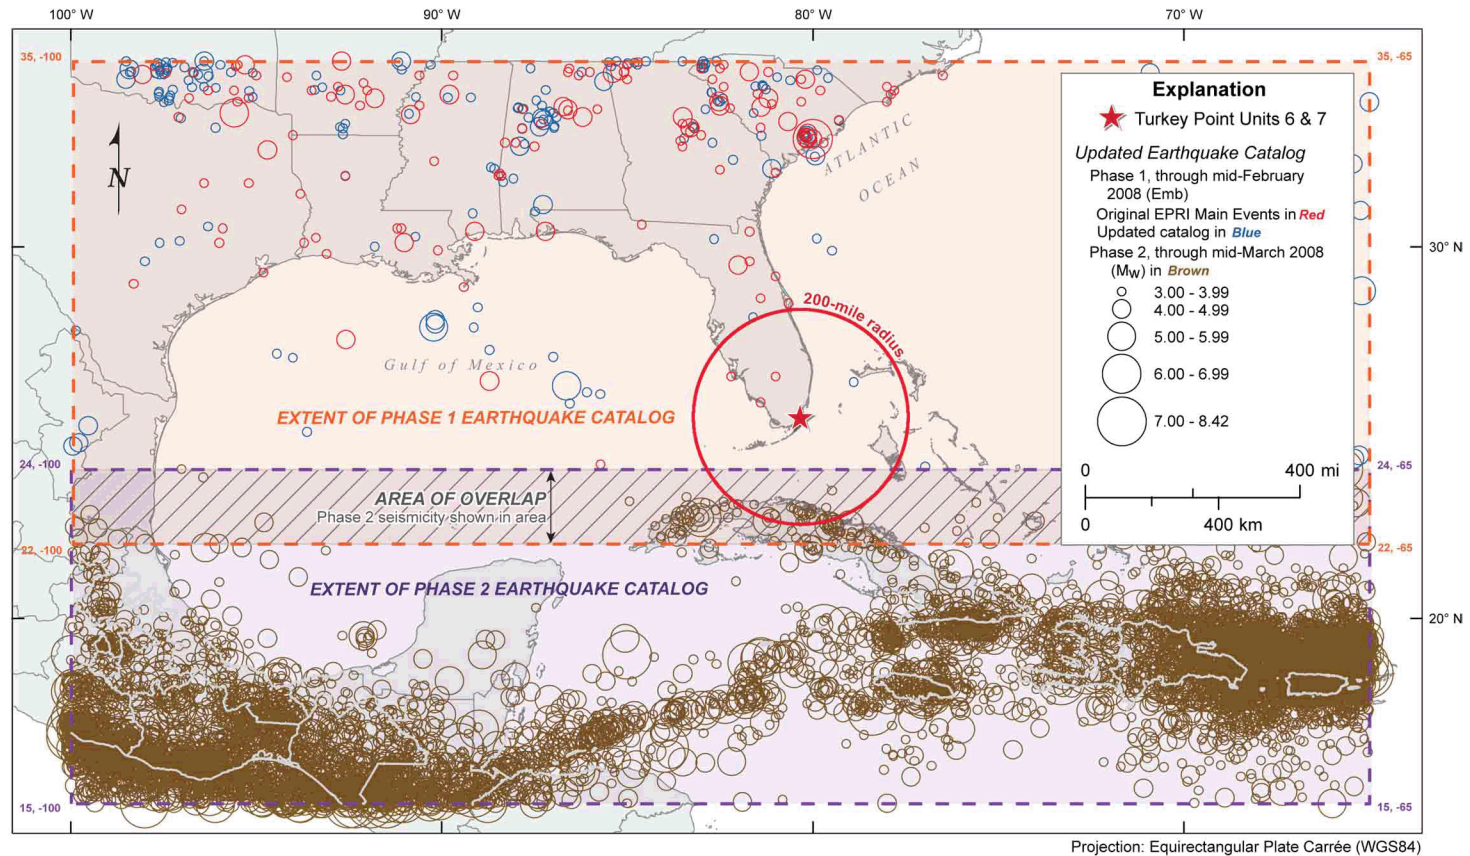 100° W
90° W
80° W
70° W
35, -100
35, -65
Explanation
Turkey Point Units 6 & 7
Updated Earthquake Catalog
Phase 1, through mid-February
2008 (Emb)
Original EPRI Main Events in Red
Updated catalog in Blue
Phase 2, through mid-March 2008
(Mw) in Brown
3.00 - 3.99
4.00 - 4.99
5.00 - 5.99
6.00 - 6.99
7.00 - 8.42
0
400 mi
0
400 km
N
ATLANTIC
OCEAN
30° N
200-mile radius
Gulf of Mexico
EXTENT OF PHASE 1 EARTHQUAKE CATALOG
24, -100
24, -65
AREA OF OVERLAP
Phase 2 seismicity shown in area
22, -100
22, -65
EXTENT OF PHASE 2 EARTHQUAKE CATALOG
20° N
15, -100
15, -65
Projection: Equirectangular Plate Carrée (WGS84)